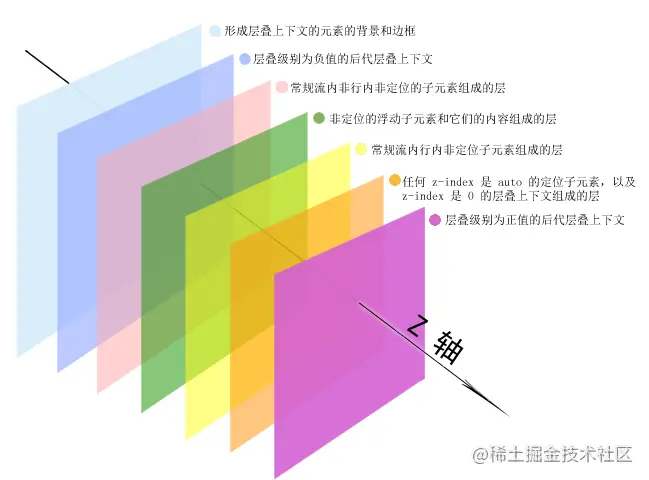 形成层叠上下文的元素的背景和边框
层叠级别为负值的后代层叠上下文
常规流内非行内非定位的子元素组成的层
非定位的浮动子元素和它们的内容组成的层
常规流内行内非定位子元素组成的层
任何 z-index 是 auto 的定位子元素，以及
z-index 是 0 的层叠上下文组成的层
层叠级别为正值的后代层叠上下文
Z 轴
@稀土掘金技术社区